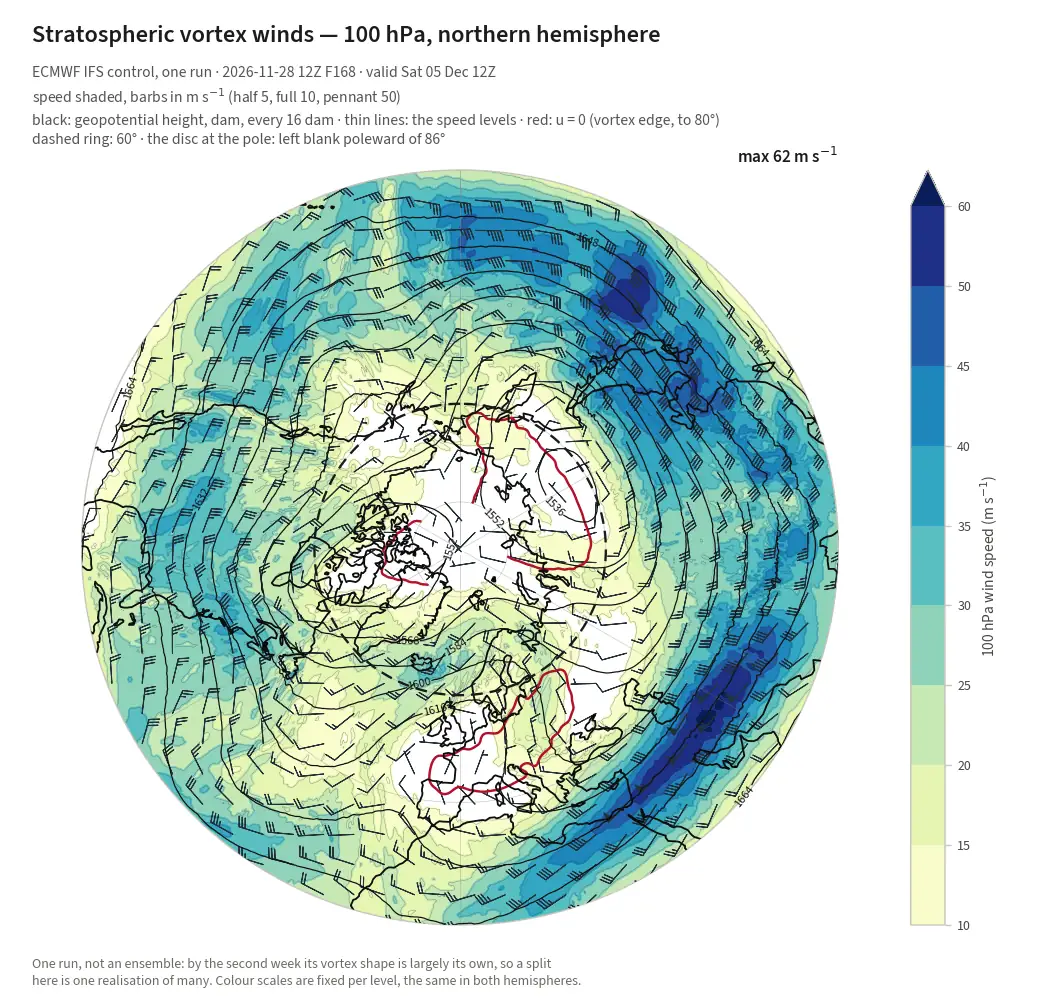 Stratospheric vortex winds — 100 hPa, northern hemisphere
ECMWF IFS control, one run · 2026-11-28 12Z F168 · valid Sat 05 Dec 12Z
speed shaded, barbs in m s⁻¹ (half 5, full 10, pennant 50)
black: geopotential height, dam, every 16 dam · thin lines: the speed levels · red: u = 0 (vortex edge, to 80°)
dashed ring: 60° · the disc at the pole: left blank poleward of 86°
max 62 m s⁻¹
60
50
45
40
35
30
25
20
15
10
100 hPa wind speed (m s⁻¹)
1648
1664
1664
1632
1536
1552
1552
1568
1600
1616
1664
One run, not an ensemble: by the second week its vortex shape is largely its own, so a split
here is one realisation of many. Colour scales are fixed per level, the same in both hemispheres.